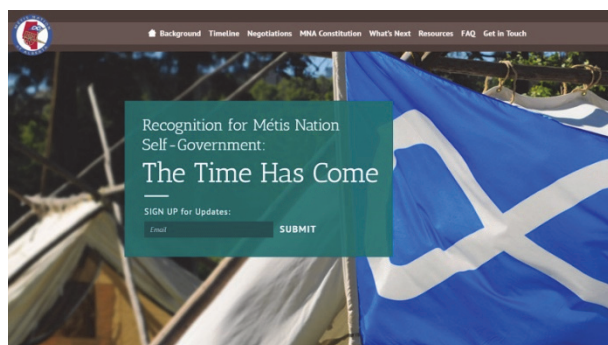 Background Timeline Negotiations MNA Constitution What's Next Resources FAQ Get in Touch
Recognition for Métis Nation
Self-Government:
The Time Has Come
SIGN UP for Updates:
Email SUBMIT